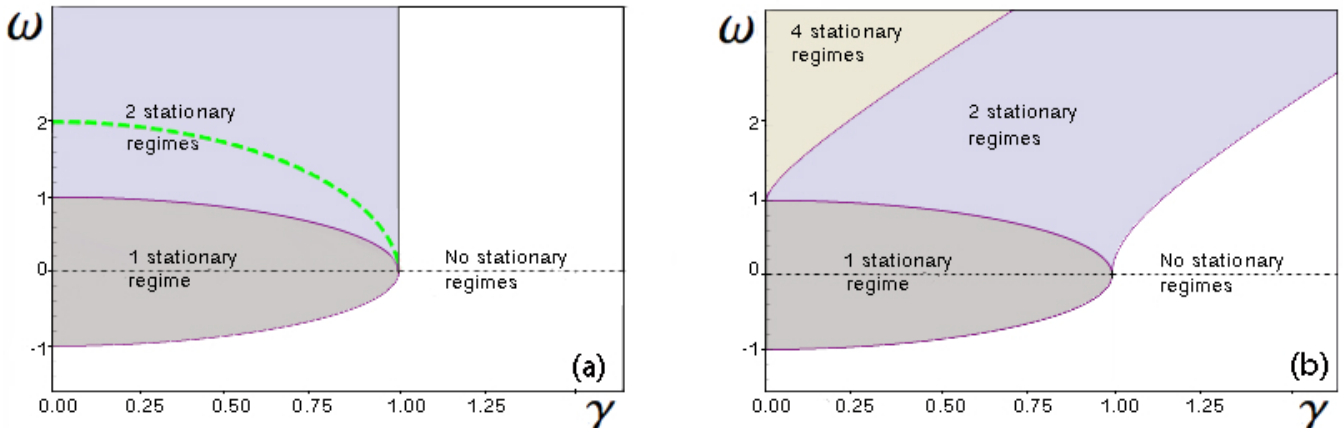 ω
2 stationary
regimes
2
1
1 stationary
regime
No stationary
regimes
0
-1
(a)
0.00 0.25 0.50 0.75 1.00 1.25
γ
ω
4 stationary
regimes
2 stationary
regimes
2
1
1 stationary
regime
No stationary
regimes
0
-1
(b)
0.00 0.25 0.50 0.75 1.00 1.25
γ